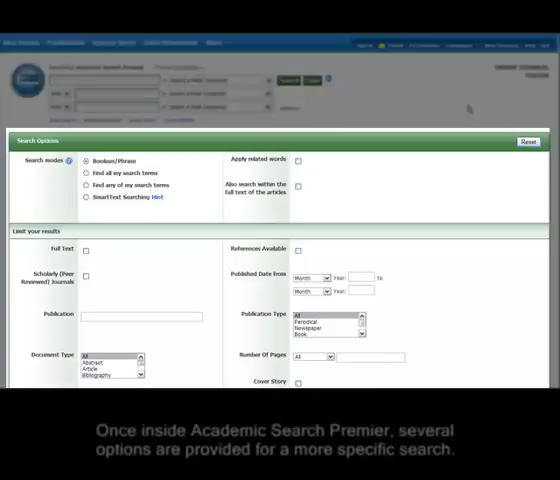 Search Options
Reset
Search modes
Boolean/Phrase
Find all my search terms
Find any of my search terms
SmartText Searching Hint
Apply related words
Also search within the
full text of the articles
Limit your results
Full Text
References Available
Scholarly (Peer
Reviewed) Journals
Published Date from
Month Year: to
Month Year:
Publication
Publication Type
All
Periodical
Newspaper
Book
Document Type
All
Abstract
Article
Bibliography
Number Of Pages
All
Cover Story
Once inside Academic Search Premier, several
options are provided for a more specific search.